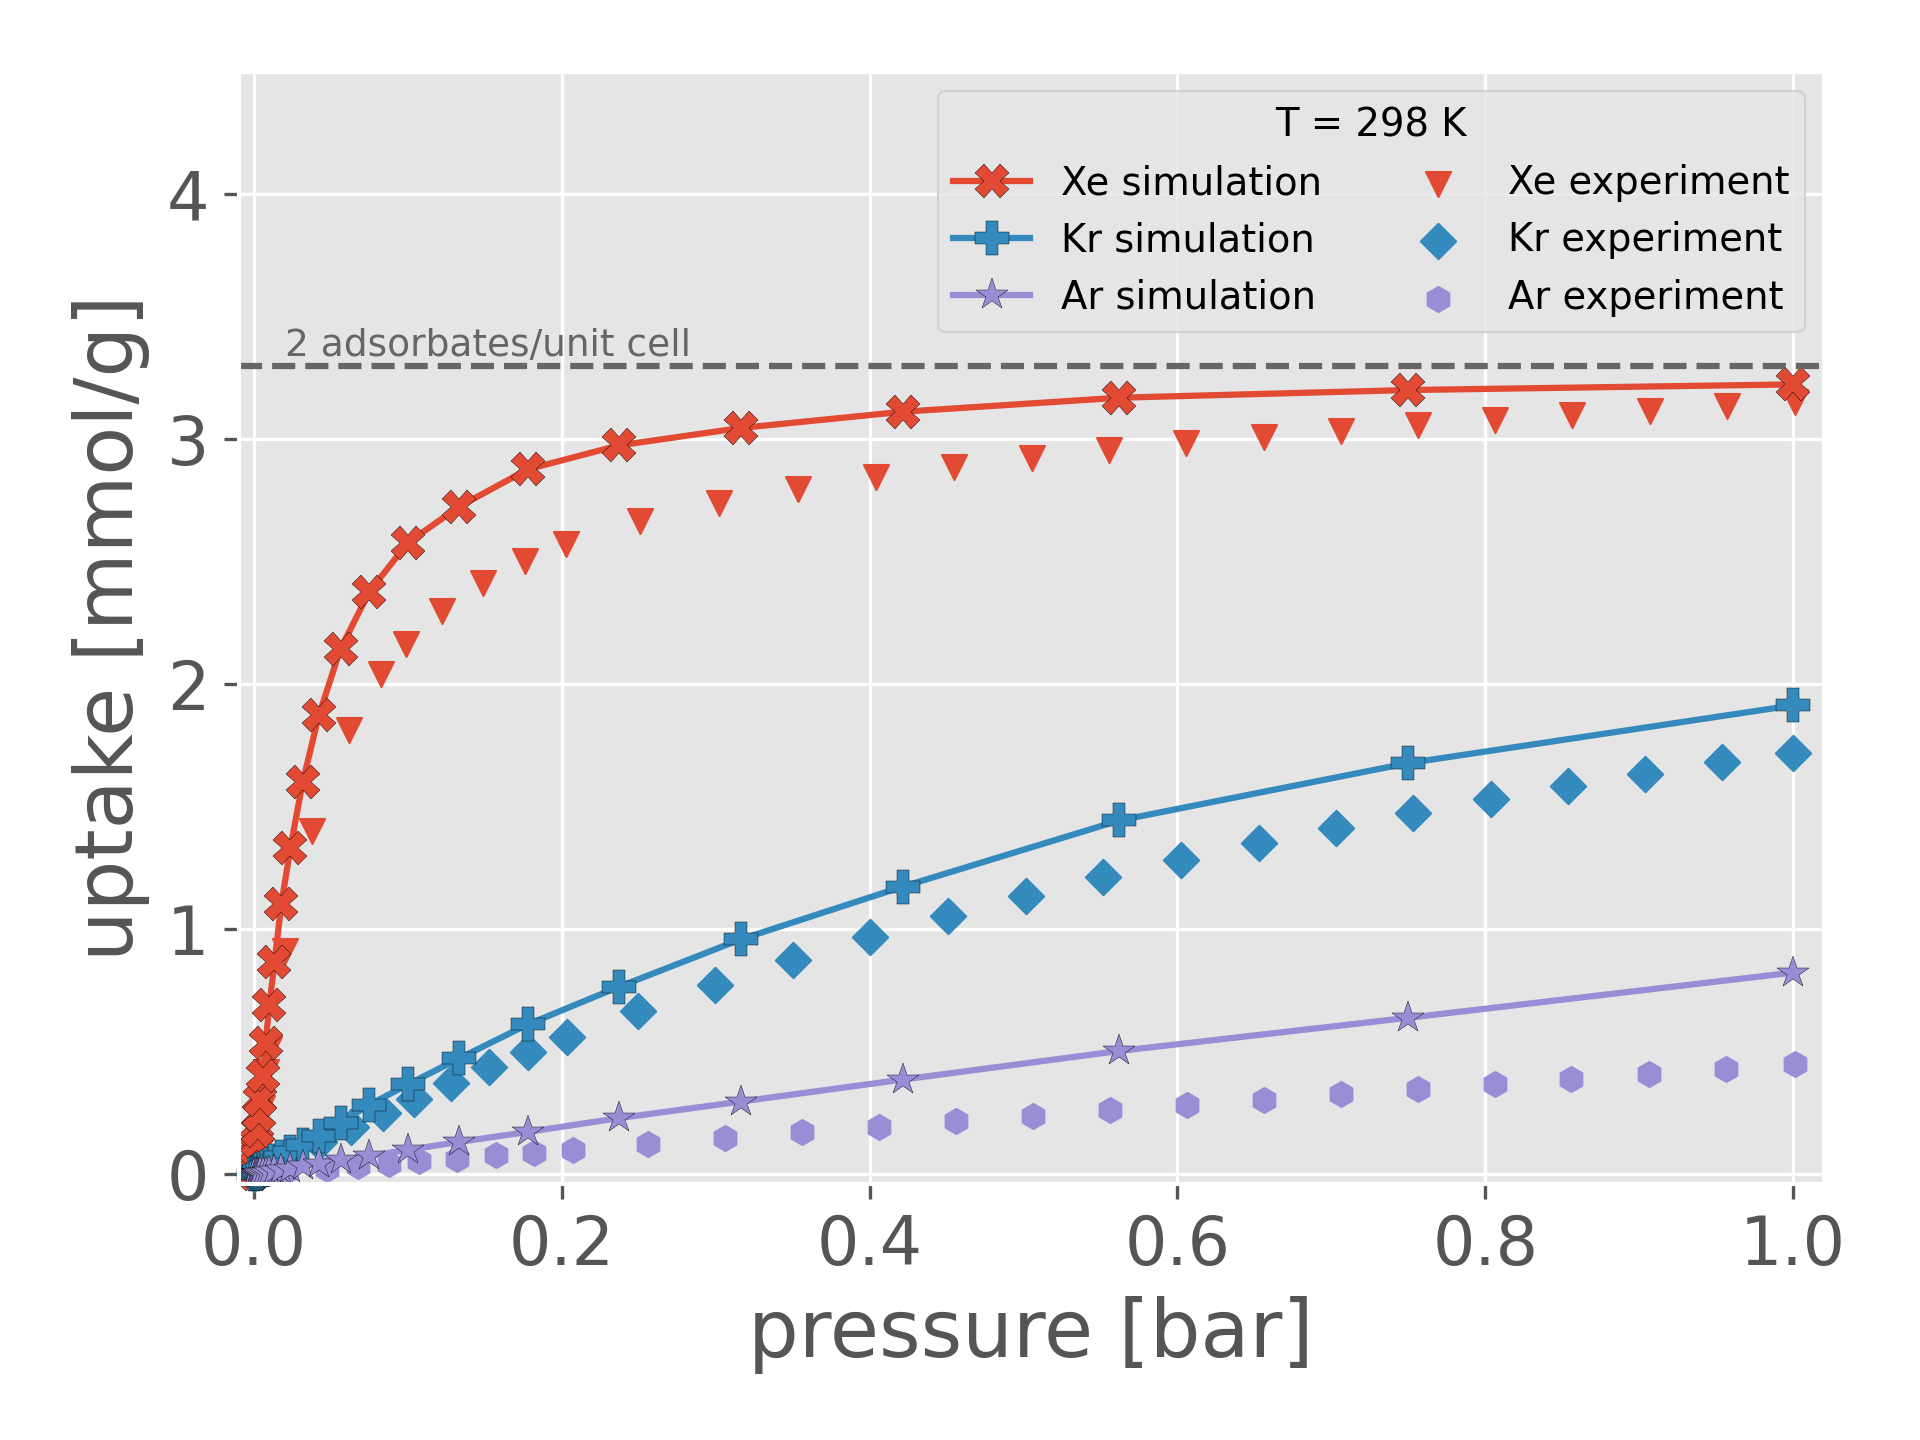 T = 298 K
Xe simulation
Kr simulation
Ar simulation
Xe experiment
Kr experiment
Ar experiment
2 adsorbates/unit cell
uptake [mmol/g]
4
3
2
1
0
0.0 0.2 0.4 0.6 0.8 1.0
pressure [bar]